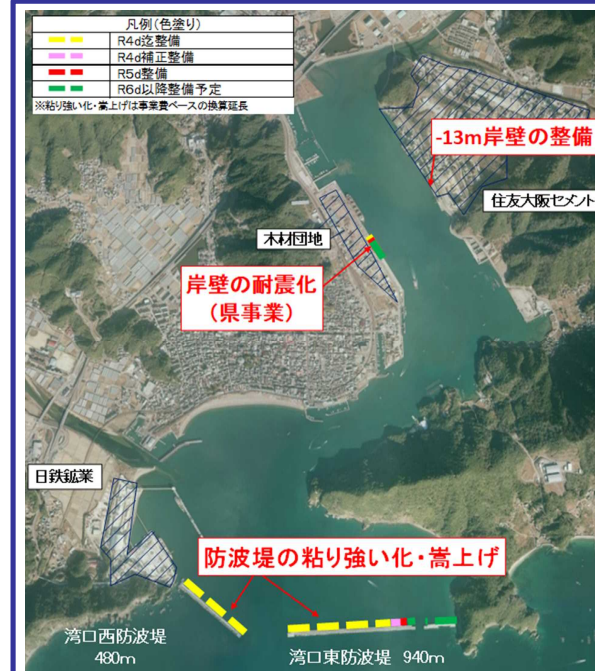 凡例(色塗り)
R4d迄整備
R4d補正整備
R5d整備
R6d以降整備予定
※粘り強い化・嵩上げは事業費ベースの換算延長
-13m岸壁の整備
住友大阪セメント
木材団地
岸壁の耐震化
(県事業)
日鉄鉱業
防波堤の粘り強い化・嵩上げ
湾口西防波堤
480m
湾口東防波堤 940m